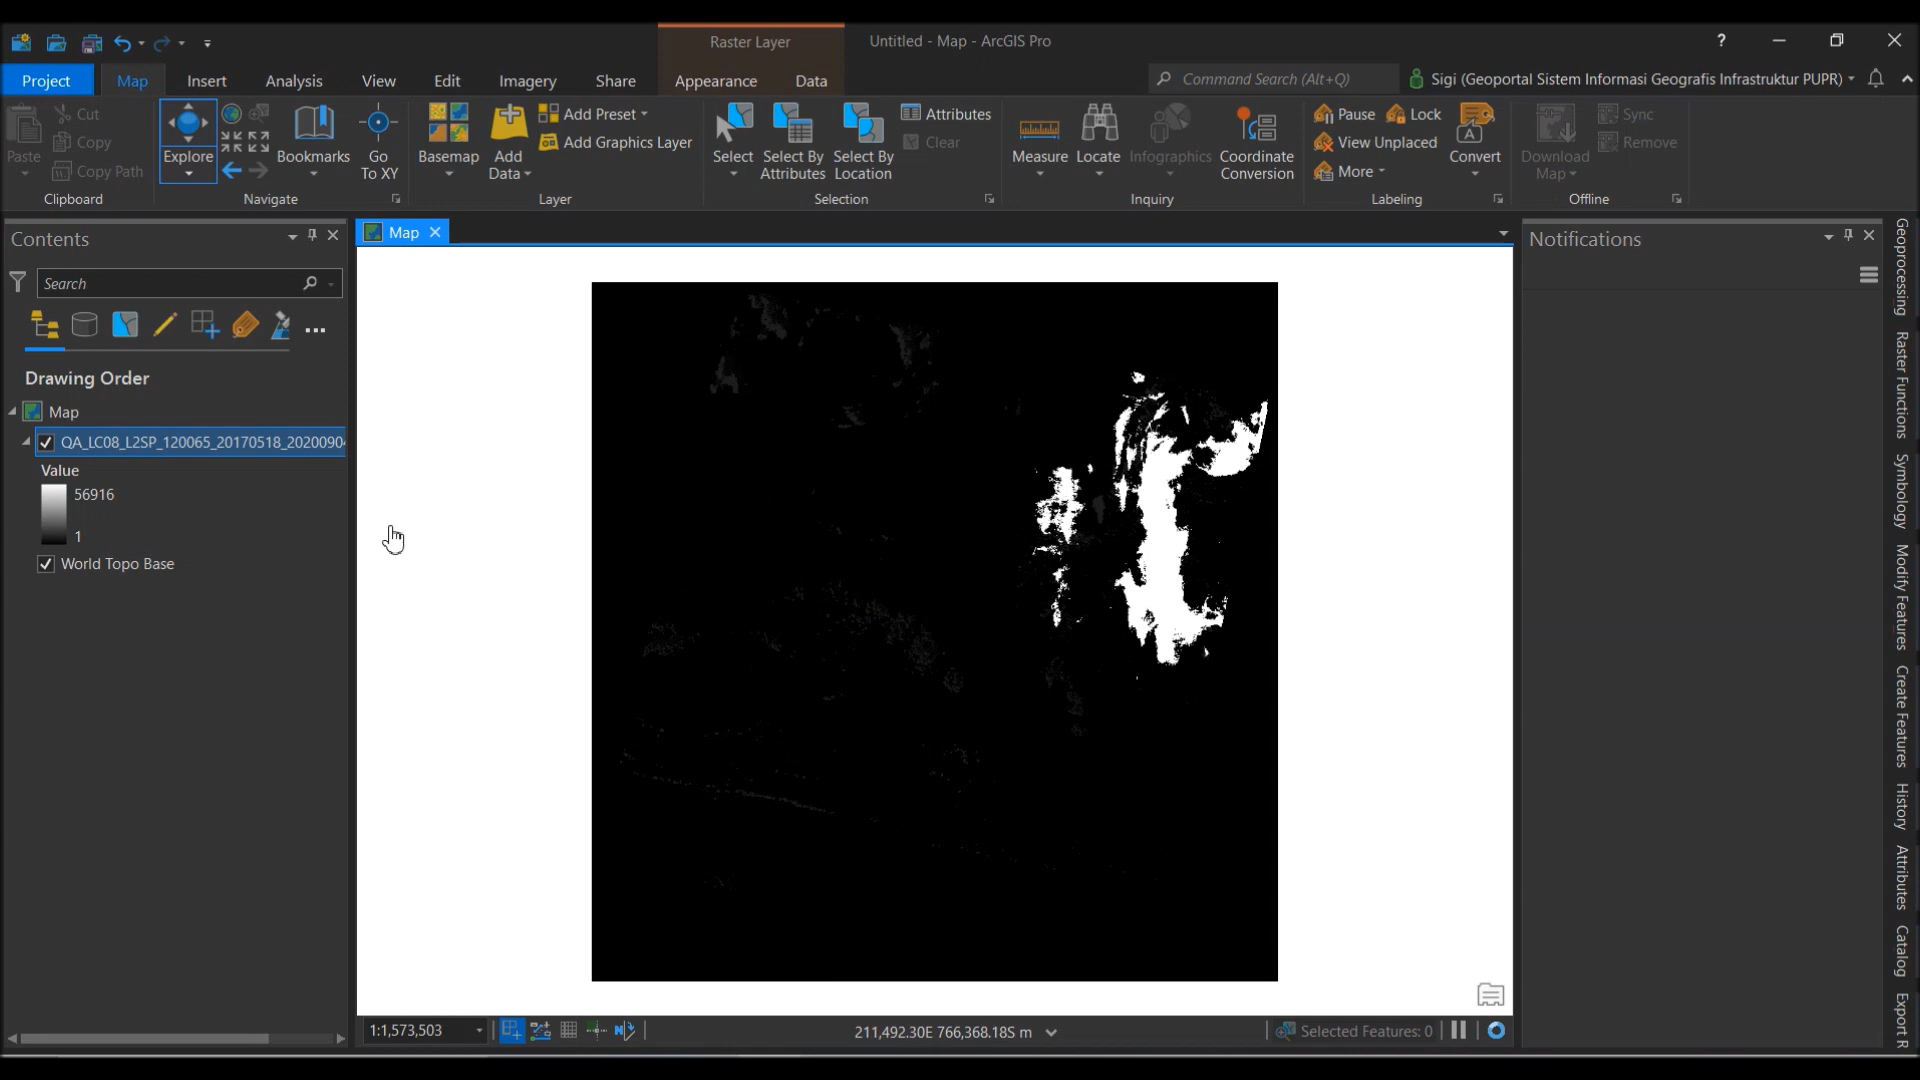 Raster Layer
Untitled - Map - ArcGIS Pro
?
Project
Map
Insert
Analysis
View
Edit
Imagery
Share
Appearance
Data
Command Search (Alt+Q)
Sigi (Geoportal Sistem Informasi Geografis Infrastruktur PUPR)
Paste
Cut
Copy
Copy Path
Clipboard
Explore
Bookmarks
Go
To XY
Navigate
Basemap
Add
Data
Add Preset
Add Graphics Layer
Layer
Select
Select By
Attributes
Select By
Location
Attributes
Clear
Selection
Measure
Locate
Infographics
Coordinate
Conversion
Inquiry
Pause
Lock
View Unplaced
More
Convert
Labeling
Download
Map
Sync
Remove
Offline
Contents
Search
Drawing Order
Map
QA_LC08_L2SP_120065_20170518_2020090
Value
56916
1
World Topo Base
Map
1:1,573,503
211,492.30E 766,368.18S m
Selected Features: 0
Notifications
Geoprocessing
Raster Functions
Symbology
Modify Features
Create Features
History
Attributes
Catalog
Export R